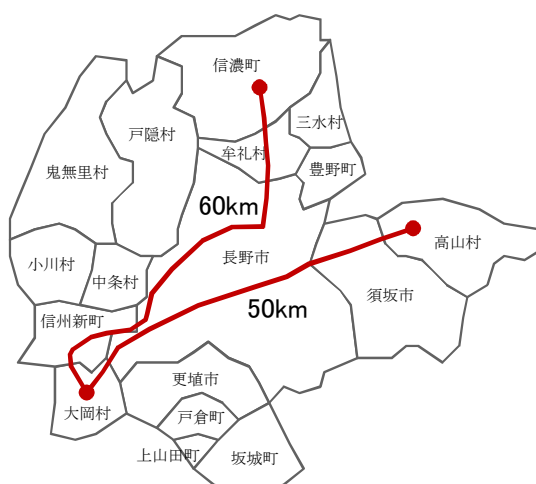 信濃町
三水村
戸隠村
牟礼村
豊野町
鬼無里村
60km
高山村
長野市
小川村
中条村
須坂市
50km
信州新町
更埴市
大岡村
戸倉町
上山田町
坂城町